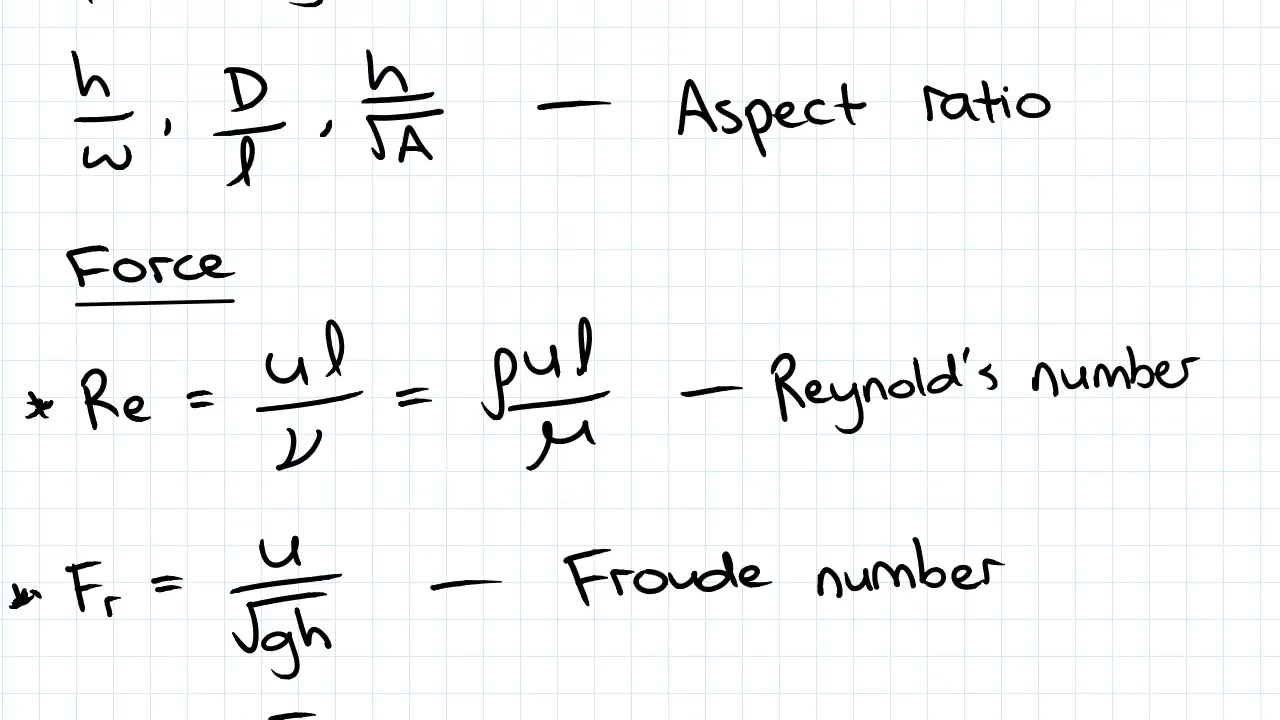 h/w, D/l, h/√A — Aspect ratio
Force
* Re = ul/ν = ρul/μ — Reynold's number
* Fr = u/√gh — Froude number